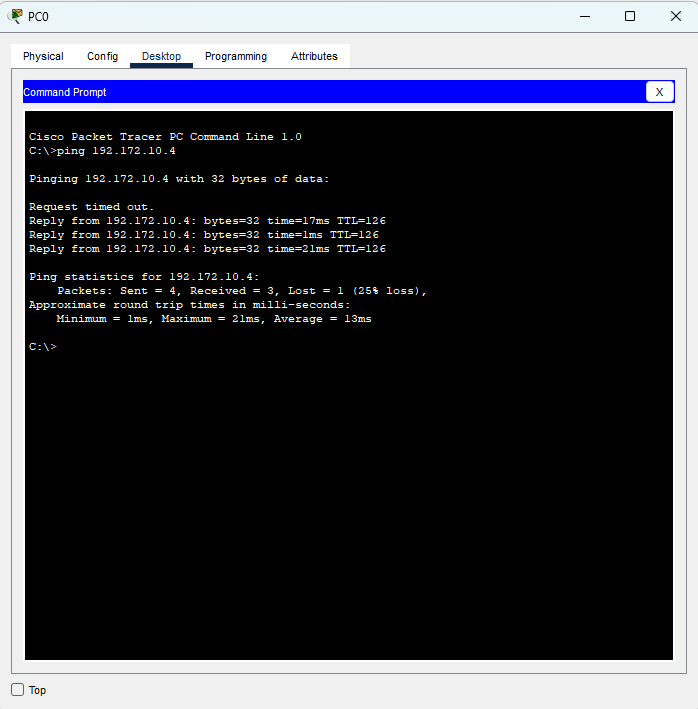 PC0
Physical Config Desktop Programming Attributes
Command Prompt X
Cisco Packet Tracer PC Command Line 1.0
C:\>ping 192.172.10.4
Pinging 192.172.10.4 with 32 bytes of data:
Request timed out.
Reply from 192.172.10.4: bytes=32 time=17ms TTL=126
Reply from 192.172.10.4: bytes=32 time=1ms TTL=126
Reply from 192.172.10.4: bytes=32 time=21ms TTL=126
Ping statistics for 192.172.10.4:
    Packets: Sent = 4, Received = 3, Lost = 1 (25% loss),
Approximate round trip times in milli-seconds:
    Minimum = 1ms, Maximum = 21ms, Average = 13ms
C:\>
Top